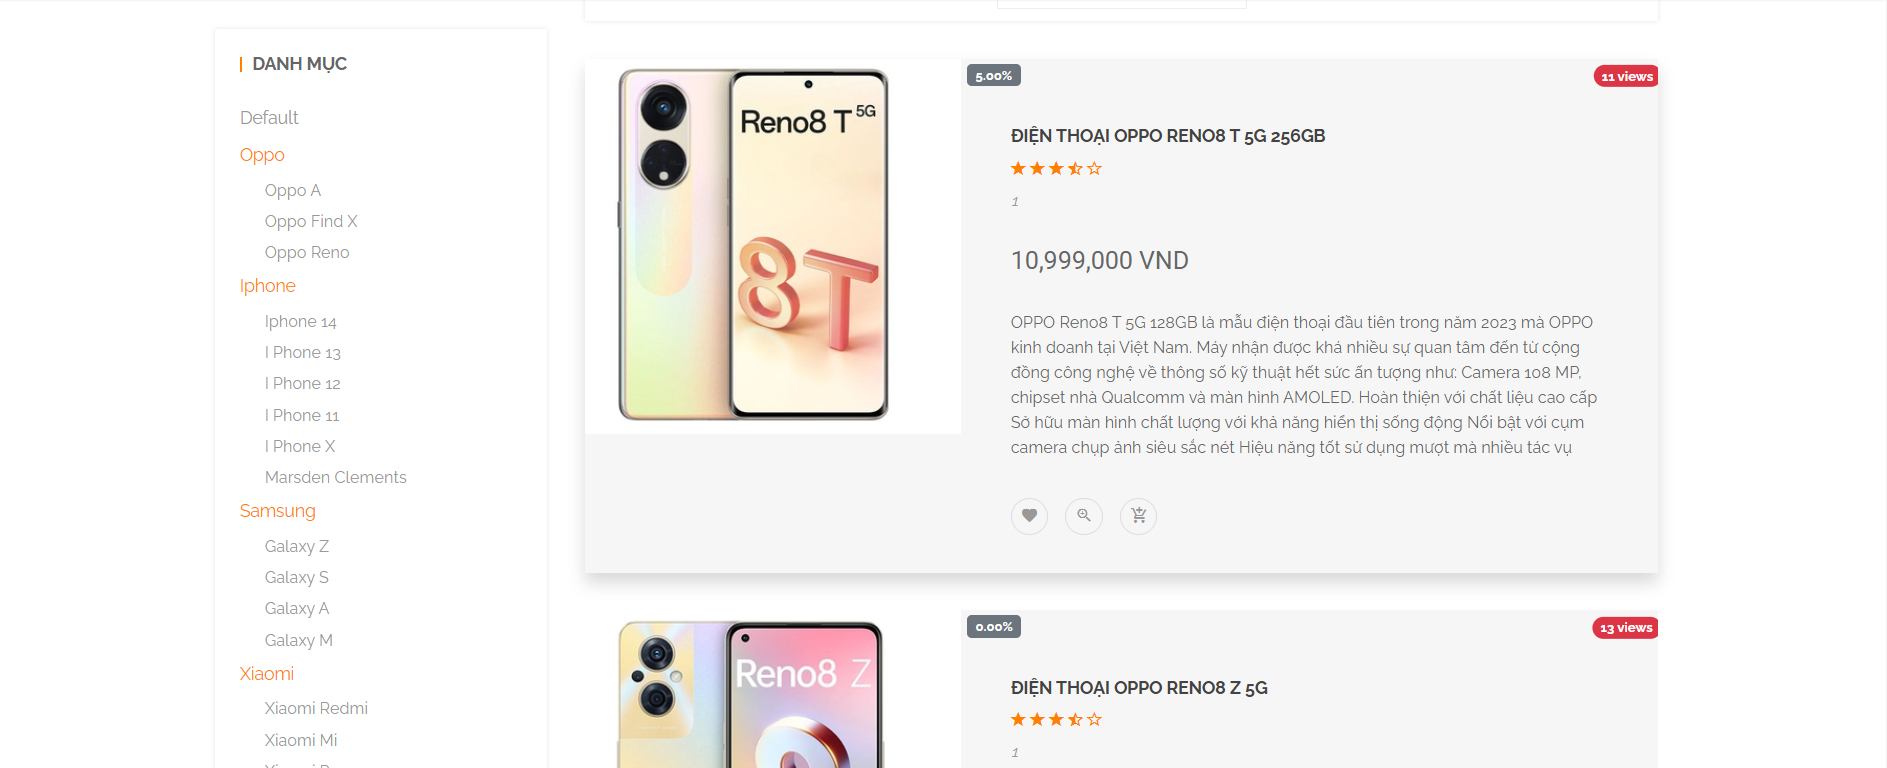 DANH MỤC
Default
Oppo
Oppo A
Oppo Find X
Oppo Reno
Iphone
Iphone 14
I Phone 13
I Phone 12
I Phone 11
I Phone X
Marsden Clements
Samsung
Galaxy Z
Galaxy S
Galaxy A
Galaxy M
Xiaomi
Xiaomi Redmi
Xiaomi Mi
Reno8 T 5G
8T
5.00%
11 views
ĐIỆN THOẠI OPPO RENO8 T 5G 256GB
1
10,999,000 VND
OPPO Reno8 T 5G 128GB là mẫu điện thoại đầu tiên trong năm 2023 mà OPPO
kinh doanh tại Việt Nam. Máy nhận được khá nhiều sự quan tâm đến từ cộng
đồng công nghệ về thông số kỹ thuật hết sức ấn tượng như: Camera 108 MP,
chipset nhà Qualcomm và màn hình AMOLED. Hoàn thiện với chất liệu cao cấp
Sở hữu màn hình chất lượng với khả năng hiển thị sống động Nổi bật với cụm
camera chụp ảnh siêu sắc nét Hiệu năng tốt sử dụng mượt mà nhiều tác vụ
Reno8 Z
0.00%
13 views
ĐIỆN THOẠI OPPO RENO8 Z 5G
1